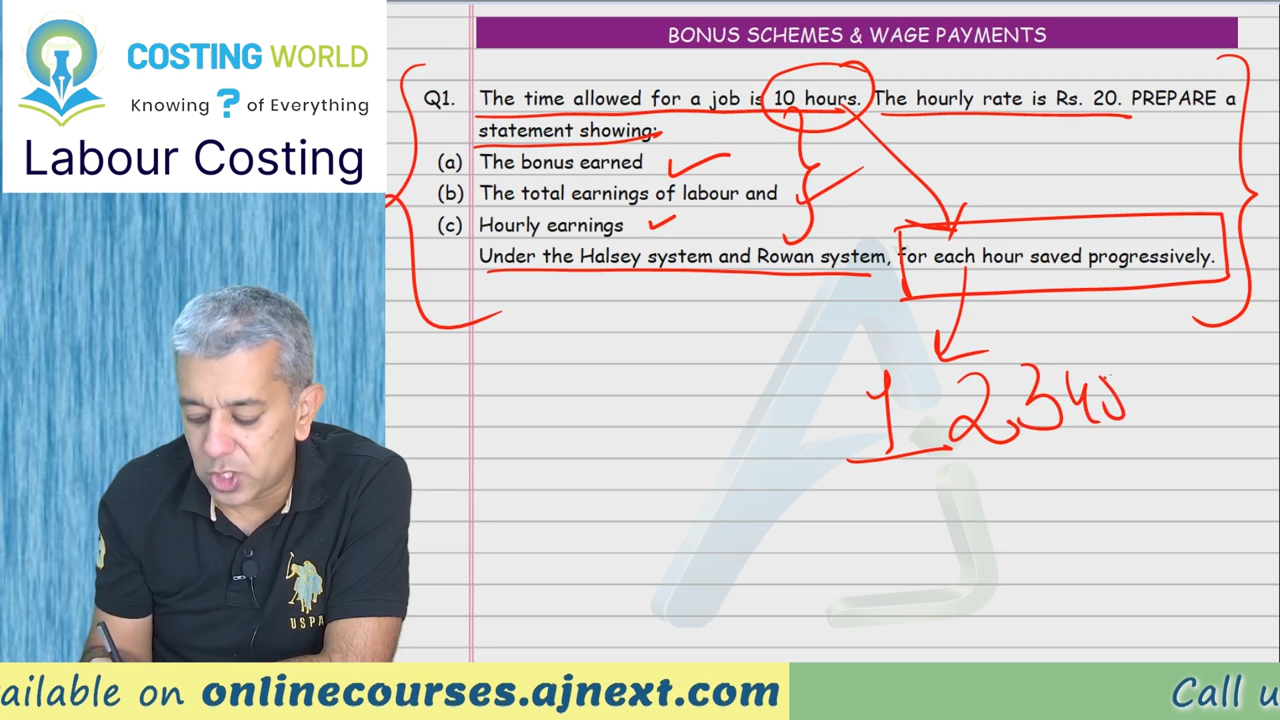 COSTING WORLD
Knowing ? of Everything
Labour Costing
BONUS SCHEMES & WAGE PAYMENTS
Q1. The time allowed for a job is 10 hours. The hourly rate is Rs. 20. PREPARE a
statement showing:
(a) The bonus earned
(b) The total earnings of labour and
(c) Hourly earnings
Under the Halsey system and Rowan system, for each hour saved progressively.
1 2 3 4 5
USPA
ailable on onlinecourses.ajnext.com
Call u